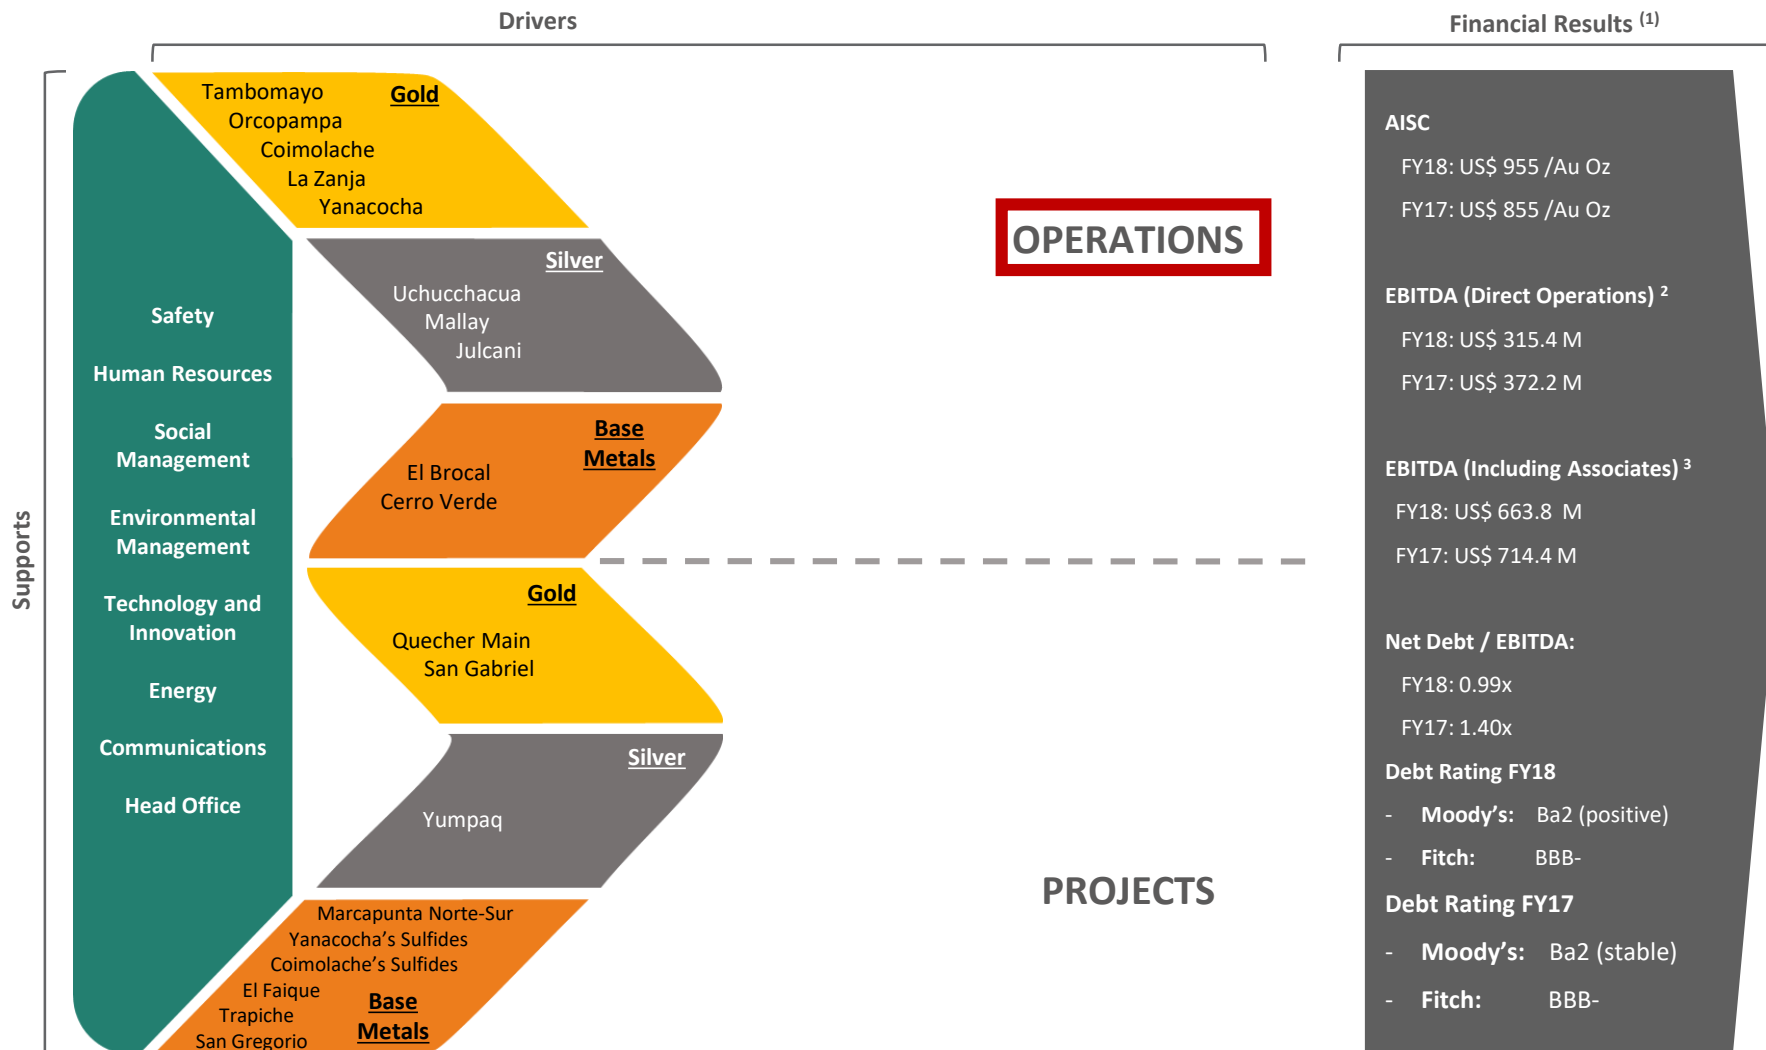 Drivers
Financial Results (1)
Supports
Safety
Human Resources
Social
Management
Environmental
Management
Technology and
Innovation
Energy
Communications
Head Office
Gold
Tambomayo
Orcopampa
Coimolache
La Zanja
Yanacocha
Silver
Uchucchacua
Mallay
Julcani
Base
Metals
El Brocal
Cerro Verde
OPERATIONS
Gold
Quecher Main
San Gabriel
Silver
Yumpaq
Marcapunta Norte-Sur
Yanacocha’s Sulfides
Coimolache’s Sulfides
El Faique
Trapiche
San Gregorio
Base
Metals
PROJECTS
AISC
FY18: US$ 955 /Au Oz
FY17: US$ 855 /Au Oz
EBITDA (Direct Operations) 2
FY18: US$ 315.4 M
FY17: US$ 372.2 M
EBITDA (Including Associates) 3
FY18: US$ 663.8 M
FY17: US$ 714.4 M
Net Debt / EBITDA:
FY18: 0.99x
FY17: 1.40x
Debt Rating FY18
- Moody’s: Ba2 (positive)
- Fitch: BBB-
Debt Rating FY17
- Moody’s: Ba2 (stable)
- Fitch: BBB-